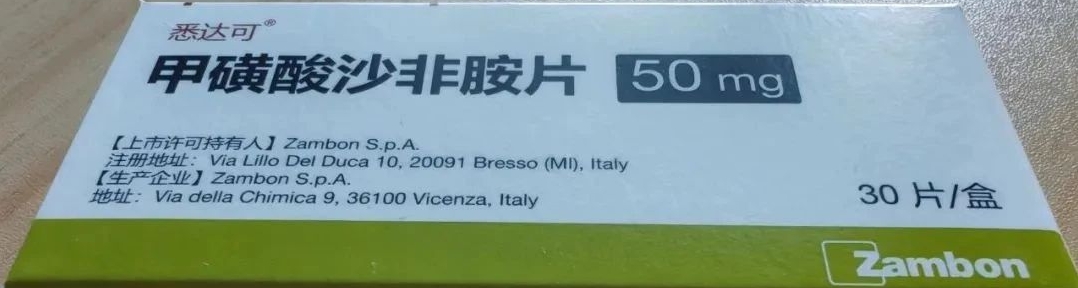 悉达可®
甲磺酸沙非胺片 50 mg
【上市许可持有人】Zambon S.p.A.
注册地址：Via Lillo Del Duca 10, 20091 Bresso (MI), Italy
【生产企业】Zambon S.p.A.
地址：Via della Chimica 9, 36100 Vicenza, Italy
30 片/盒
Zambon